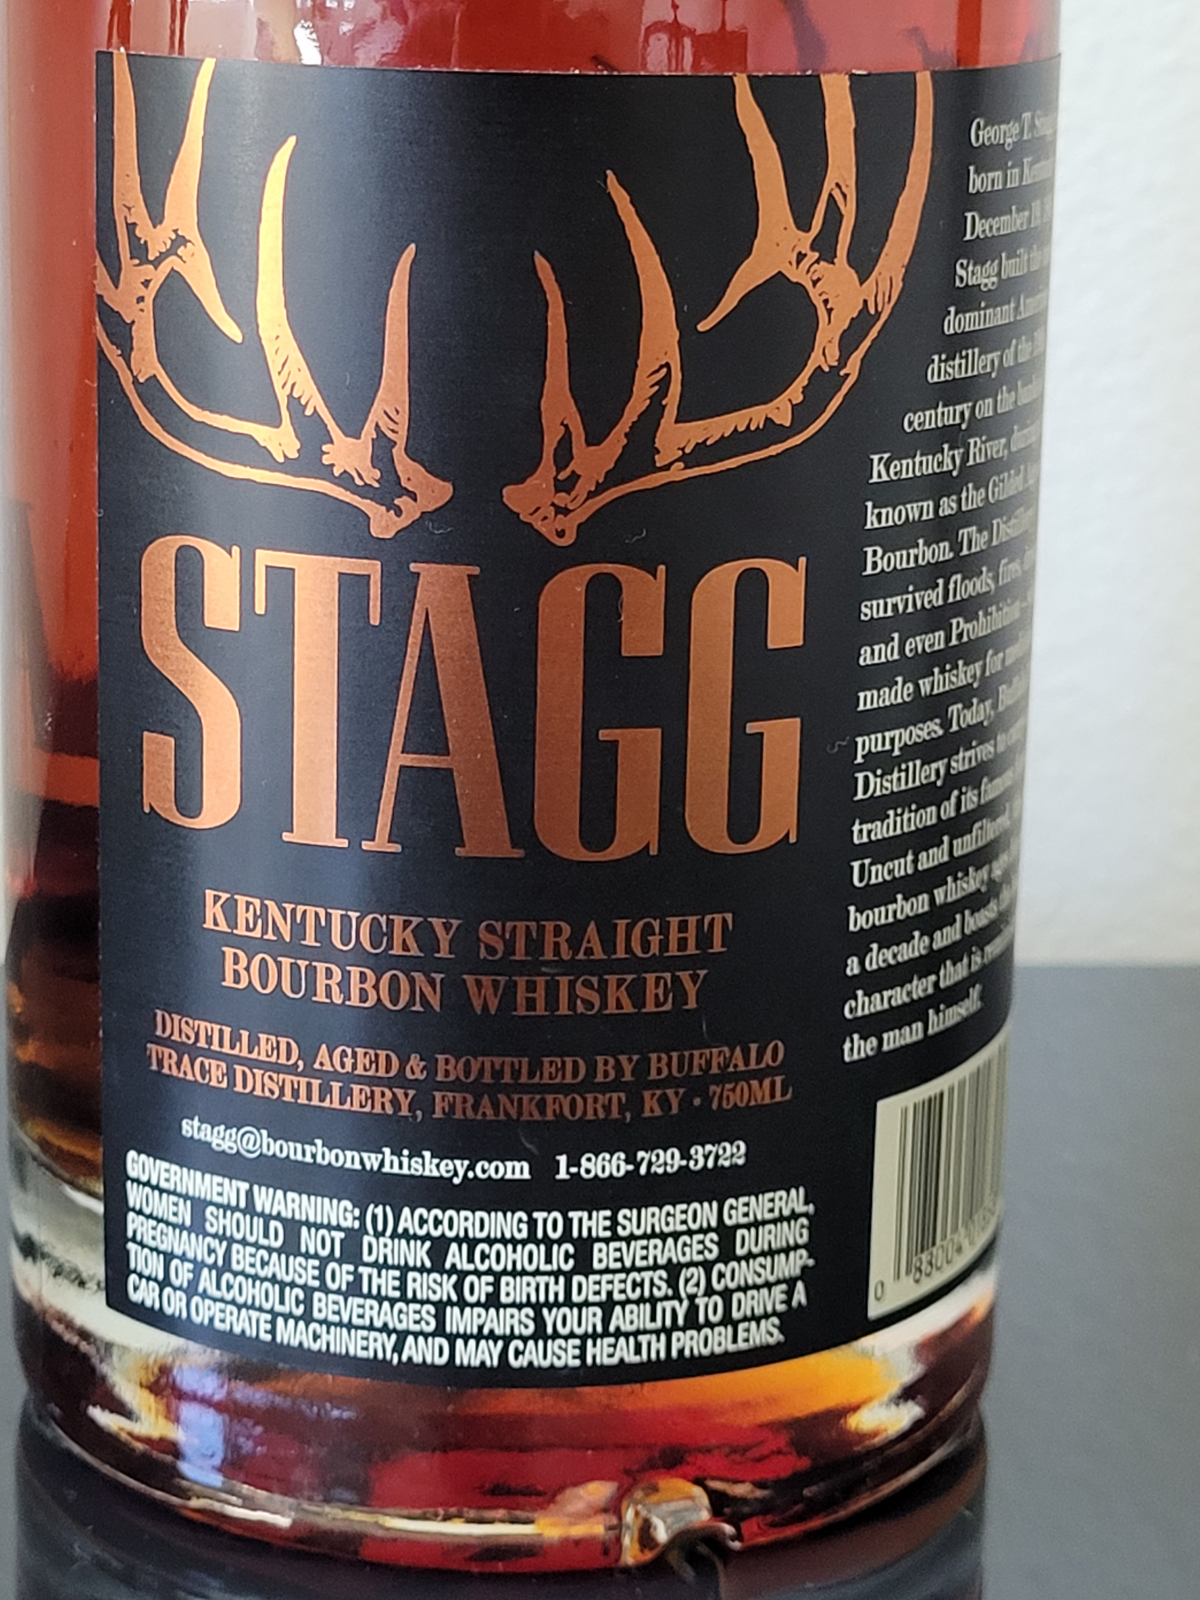 STAGG
KENTUCKY STRAIGHT
BOURBON WHISKEY
DISTILLED, AGED & BOTTLED BY BUFFALO
TRACE DISTILLERY, FRANKFORT, KY · 750ML
stagg@bourbonwhiskey.com 1-866-729-3722
GOVERNMENT WARNING: (1) ACCORDING TO THE SURGEON GENERAL,
WOMEN SHOULD NOT DRINK ALCOHOLIC BEVERAGES DURING
PREGNANCY BECAUSE OF THE RISK OF BIRTH DEFECTS. (2) CONSUMP-
TION OF ALCOHOLIC BEVERAGES IMPAIRS YOUR ABILITY TO DRIVE A
CAR OR OPERATE MACHINERY, AND MAY CAUSE HEALTH PROBLEMS.
George T.
born in
December
Stagg built the
dominant
distillery of the
century on the
Kentucky River,
known as the Gilded
Bourbon. The
survived floods, fires,
and even Prohibition
made whiskey for
purposes. Today,
Distillery strives to
tradition of its famous
Uncut and unfiltered,
bourbon whiskey
a decade and boasts
character that is
the man himself.
0